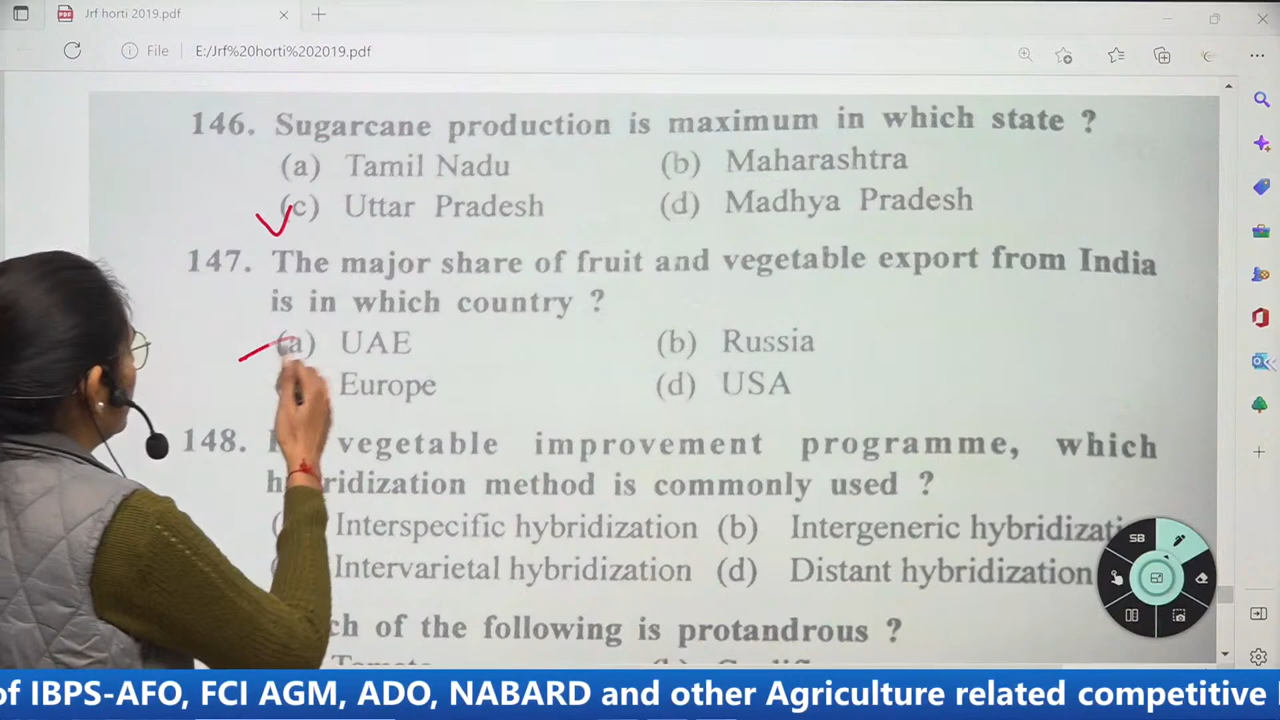 Jrf horti 2019.pdf
File E:/Jrf%20horti%202019.pdf
146. Sugarcane production is maximum in which state ?
(a) Tamil Nadu (b) Maharashtra
(c) Uttar Pradesh (d) Madhya Pradesh
147. The major share of fruit and vegetable export from India
is in which country ?
(a) UAE (b) Russia
Europe (d) USA
148. vegetable improvement programme, which
method is commonly used ?
Interspecific hybridization (b) Intergeneric
Intervarietal hybridization (d) Distant hybridization
of the following is protandrous ?
SB
of IBPS-AFO, FCI AGM, ADO, NABARD and other Agriculture related competitive